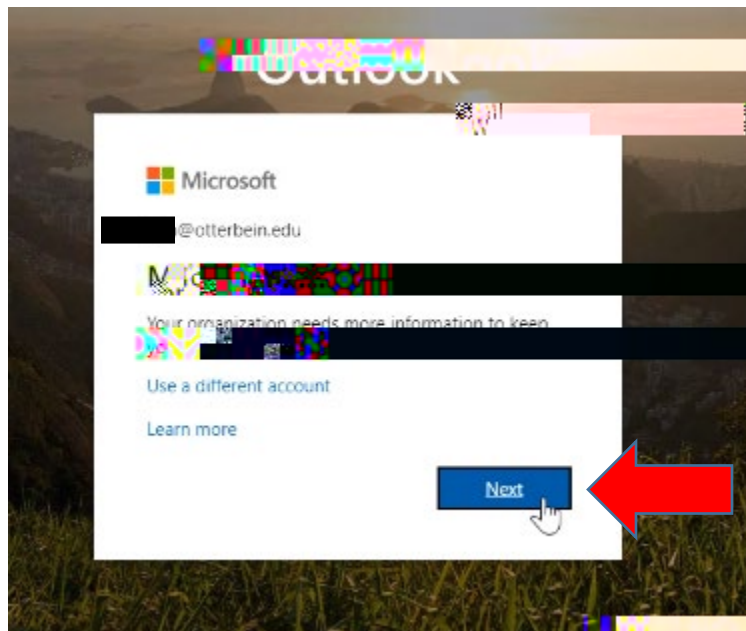 Outlook
Microsoft
@otterbein.edu
Your organization needs more information to keep
Use a different account
Learn more
Next